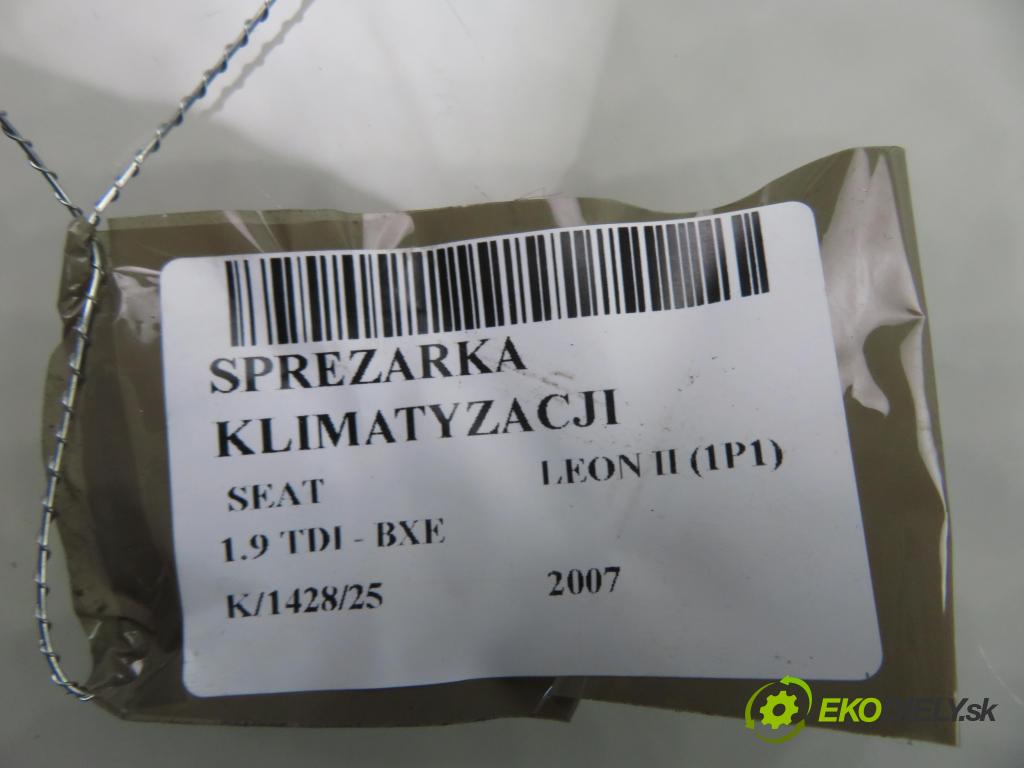 SPREZARKA
KLIMATYZACJI
SEAT LEON II (1P1)
1.9 TDI - BXE
K/1428/25 2007
EKODIELY.sk